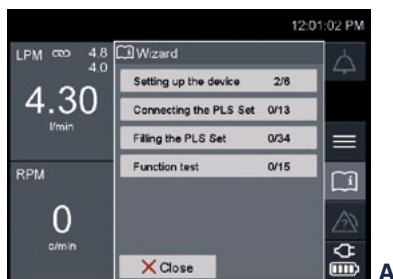 12:01:02 PM
LPM 4.8
4.0
4.30
l/min
RPM
0
o/min
Wizard
Setting up the device 2/6
Connecting the PLS Set 0/13
Filling the PLS Set 0/34
Function test 0/15
Close
A